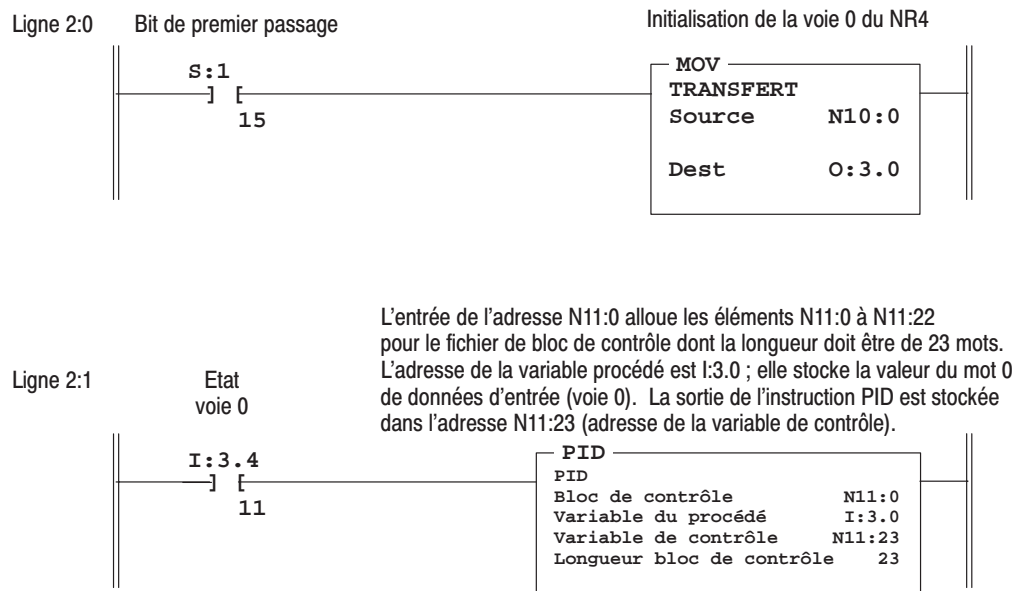 Ligne 2:0 Bit de premier passage Initialisation de la voie 0 du NR4
S:1
] [
15
MOV
TRANSFERT
Source N10:0
Dest O:3.0
L'entrée de l'adresse N11:0 alloue les éléments N11:0 à N11:22
pour le fichier de bloc de contrôle dont la longueur doit être de 23 mots.
L'adresse de la variable procédé est I:3.0 ; elle stocke la valeur du mot 0
de données d'entrée (voie 0). La sortie de l'instruction PID est stockée
dans l'adresse N11:23 (adresse de la variable de contrôle).
Ligne 2:1 Etat
voie 0
I:3.4
] [
11
PID
PID
Bloc de contrôle N11:0
Variable du procédé I:3.0
Variable de contrôle N11:23
Longueur bloc de contrôle 23